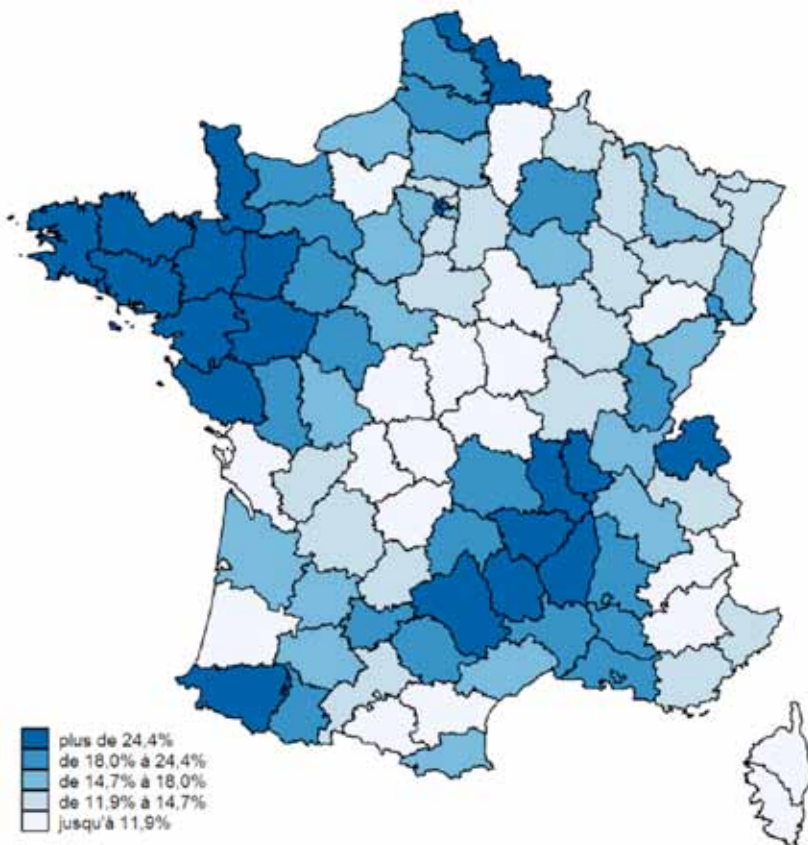 plus de 24,4%
de 18,0% à 24,4%
de 14,7% à 18,0%
de 11,9% à 14,7%
jusqu'à 11,9%